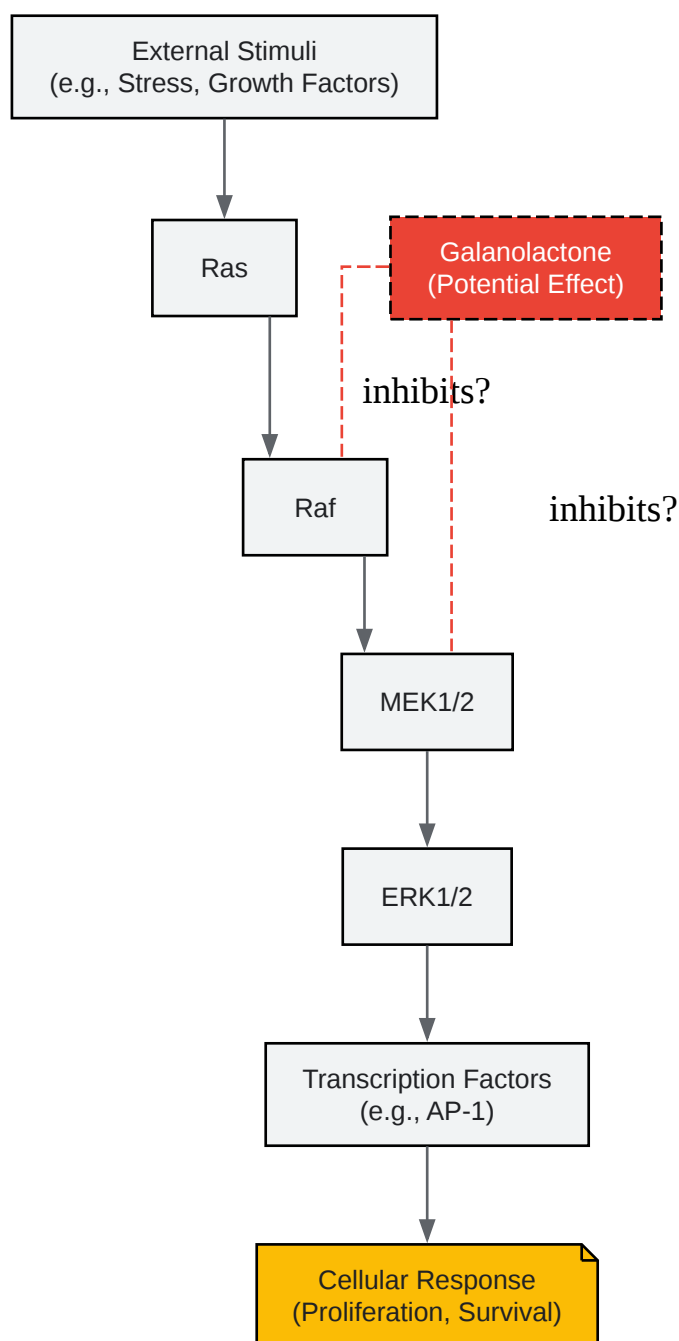 External Stimuli
(e.g., Stress, Growth Factors)
Ras
Galanolactone
(Potential Effect)
inhibits?
Raf
inhibits?
MEK1/2
ERK1/2
Transcription Factors
(e.g., AP-1)
Cellular Response
(Proliferation, Survival)